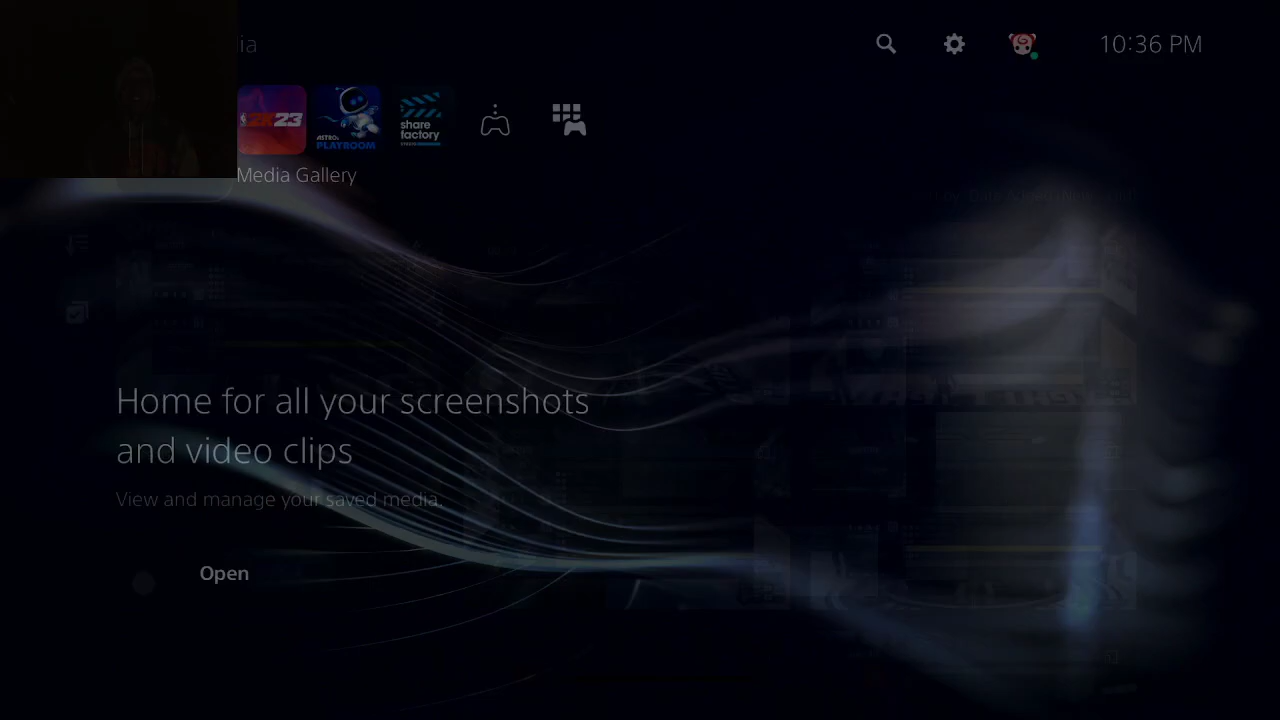 ia
10:36 PM
2K23
ASTRO's
PLAYROOM
share
factory
Media Gallery
Home for all your screenshots
and video clips
View and manage your saved media.
Open